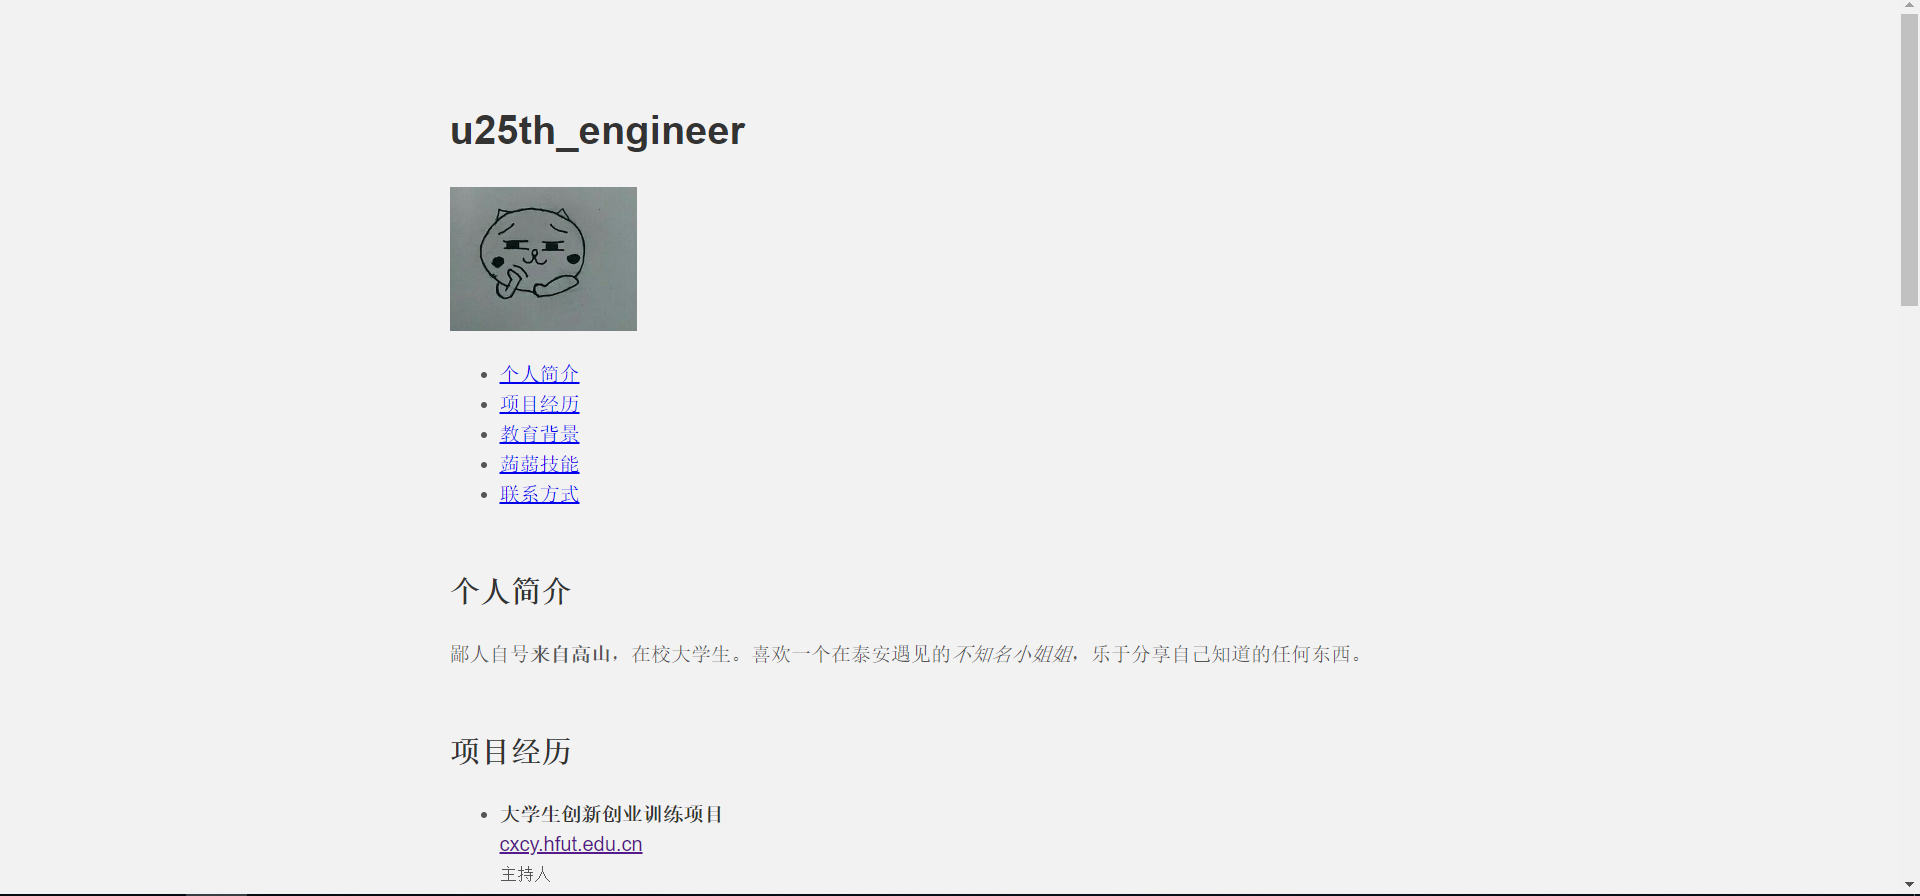 u25th_engineer
个人简介
项目经历
教育背景
蒟蒻技能
联系方式
个人简介
鄙人自号来自高山，在校大学生。喜欢一个在泰安遇见的不知名小姐姐，乐于分享自己知道的任何东西。
项目经历
大学生创新创业训练项目
cxcy.hfut.edu.cn
主持人